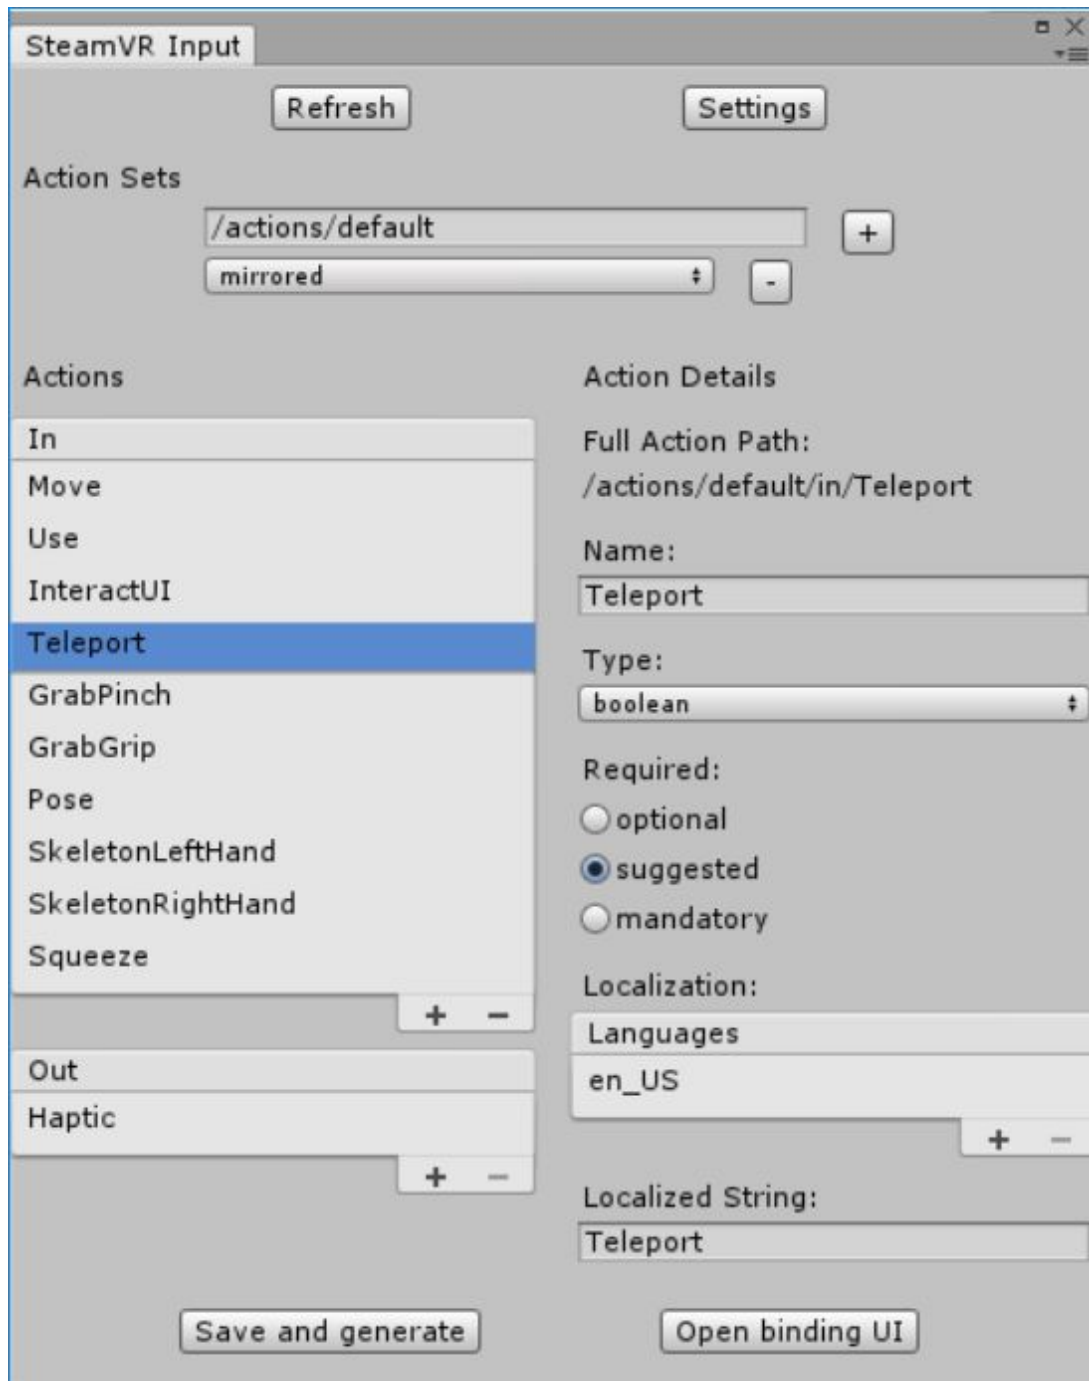 SteamVR Input
Refresh
Settings
Action Sets
/actions/default
+
mirrored
-
Actions
In
Move
Use
InteractUI
Teleport
GrabPinch
GrabGrip
Pose
SkeletonLeftHand
SkeletonRightHand
Squeeze
+ −
Out
Haptic
+ −
Action Details
Full Action Path:
/actions/default/in/Teleport
Name:
Teleport
Type:
boolean
Required:
optional
suggested
mandatory
Localization:
Languages
en_US
+ −
Localized String:
Teleport
Save and generate
Open binding UI